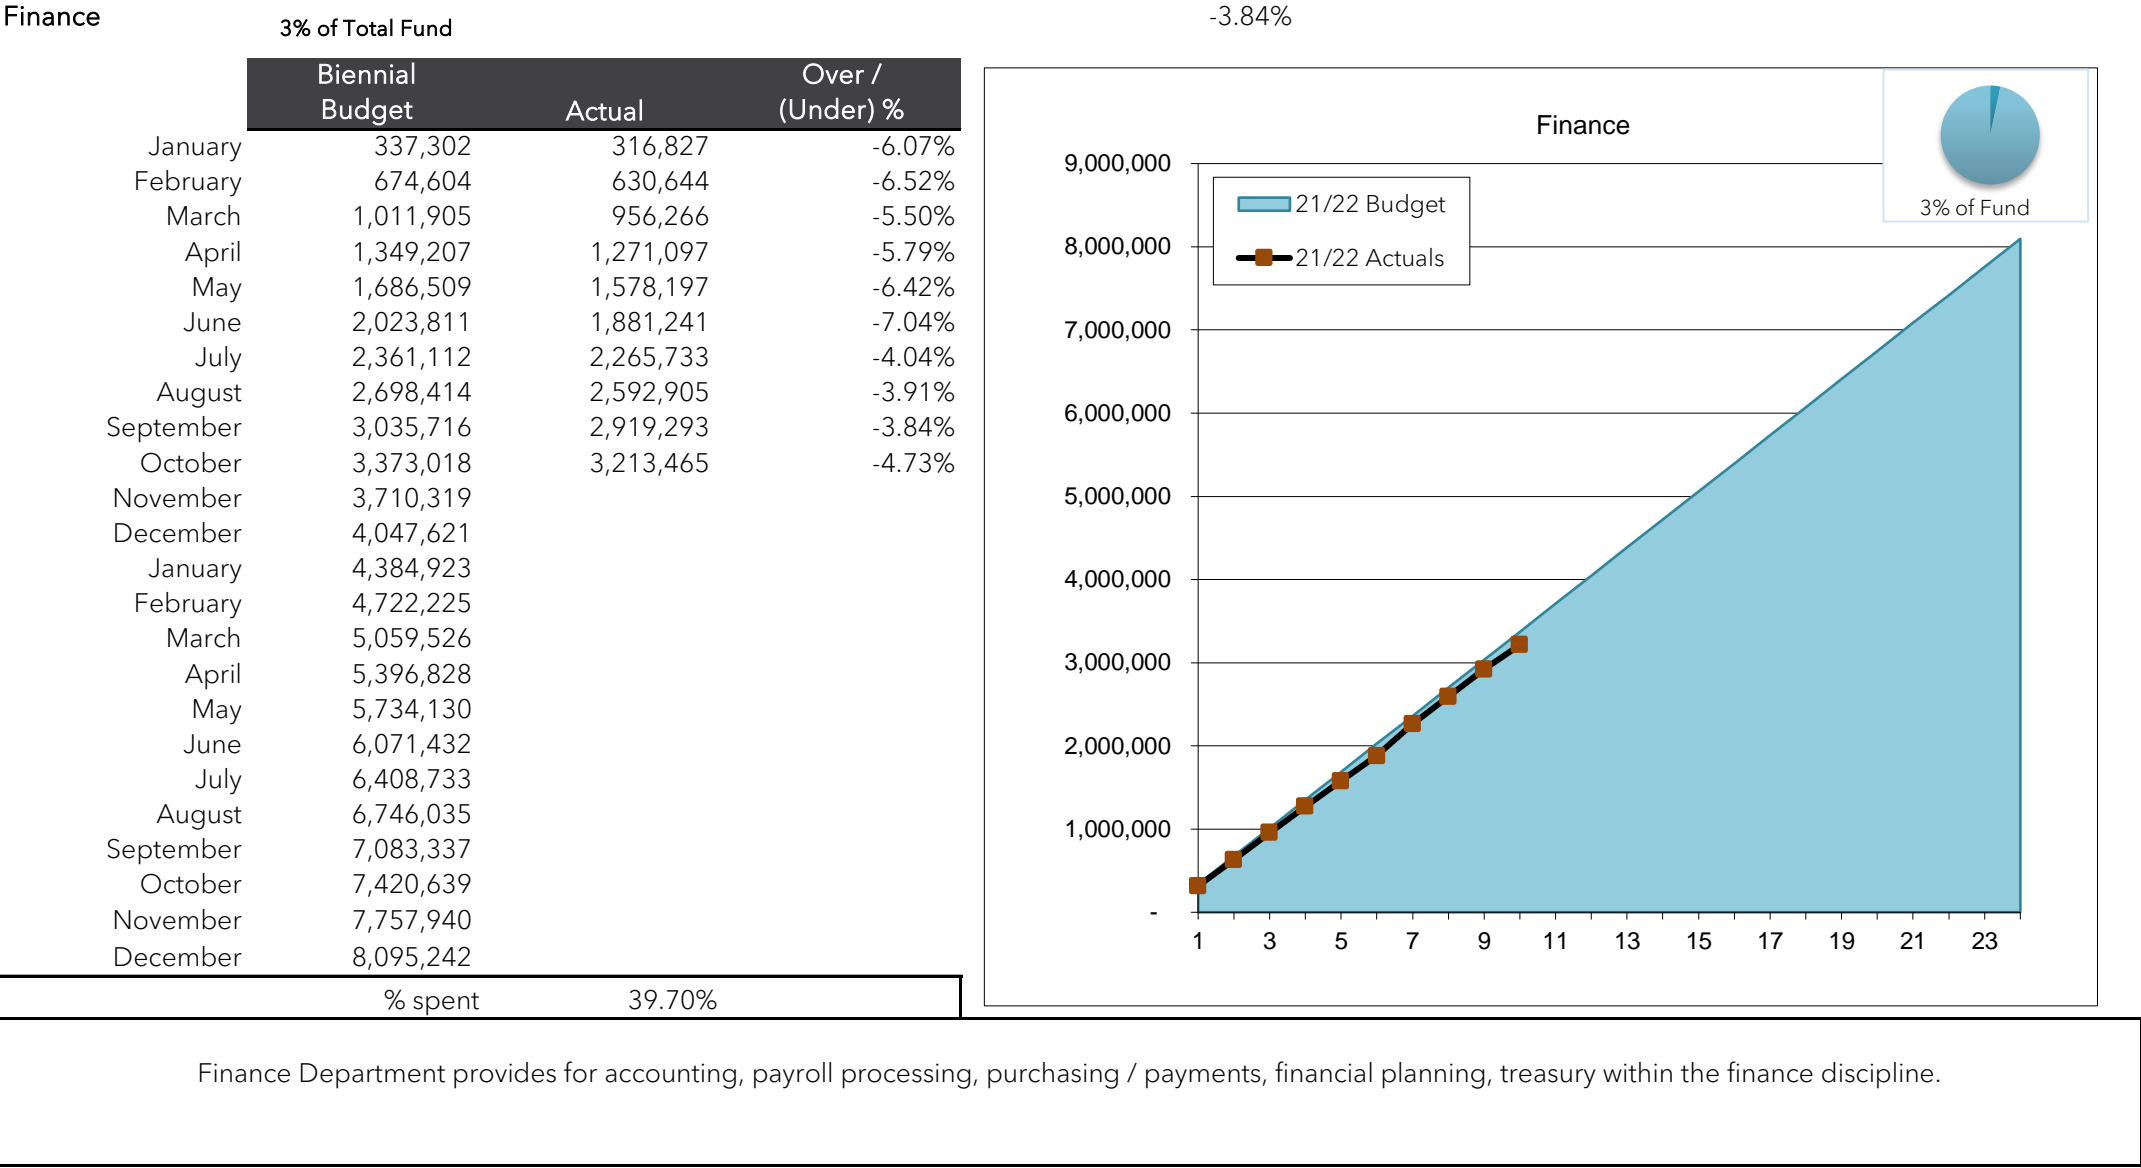 Finance
3% of Total Fund
-3.84%
Biennial Budget Actual Over / (Under) %
January 337,302 316,827 -6.07%
February 674,604 630,644 -6.52%
March 1,011,905 956,266 -5.50%
April 1,349,207 1,271,097 -5.79%
May 1,686,509 1,578,197 -6.42%
June 2,023,811 1,881,241 -7.04%
July 2,361,112 2,265,733 -4.04%
August 2,698,414 2,592,905 -3.91%
September 3,035,716 2,919,293 -3.84%
October 3,373,018 3,213,465 -4.73%
November 3,710,319
December 4,047,621
January 4,384,923
February 4,722,225
March 5,059,526
April 5,396,828
May 5,734,130
June 6,071,432
July 6,408,733
August 6,746,035
September 7,083,337
October 7,420,639
November 7,757,940
December 8,095,242
% spent 39.70%
Finance
3% of Fund
21/22 Budget
21/22 Actuals
9,000,000
8,000,000
7,000,000
6,000,000
5,000,000
4,000,000
3,000,000
2,000,000
1,000,000
-
1 3 5 7 9 11 13 15 17 19 21 23
Finance Department provides for accounting, payroll processing, purchasing / payments, financial planning, treasury within the finance discipline.